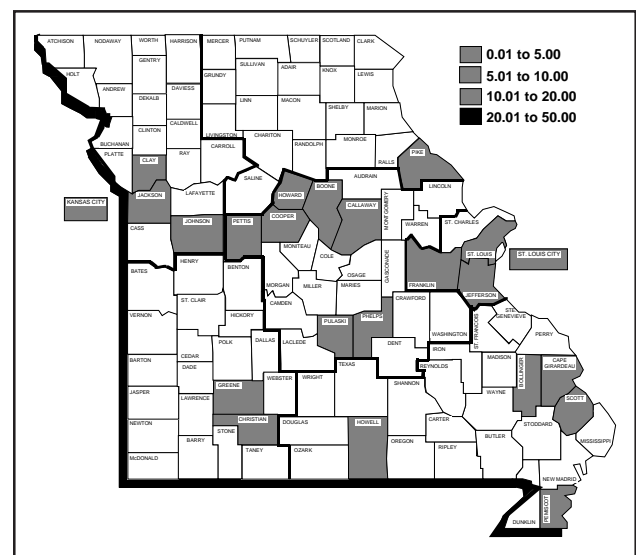 ATCHISON
NODAWAY
WORTH
HARRISON
MERCER
PUTNAM
SCHUYLER
SCOTLAND
CLARK
0.01 to 5.00
5.01 to 10.00
10.01 to 20.00
20.01 to 50.00
HOLT
GENTRY
SULLIVAN
ADAIR
KNOX
LEWIS
GRUNDY
ANDREW
DAVIESS
DEKALB
LINN
MACON
SHELBY
MARION
CLINTON
CALDWELL
LIVINGSTON
CHARITON
RANDOLPH
MONROE
RALLS
PIKE
BUCHANAN
PLATTE
CLAY
RAY
CARROLL
SALINE
AUDRAIN
LINCOLN
KANSAS CITY
JACKSON
LAFAYETTE
HOWARD
BOONE
CALLAWAY
MONTGOMERY
WARREN
ST. CHARLES
CASS
JOHNSON
PETTIS
COOPER
MONITEAU
COLE
OSAGE
GASCONADE
FRANKLIN
ST. LOUIS
ST. LOUIS CITY
JEFFERSON
BATES
HENRY
BENTON
MORGAN
MILLER
MARIES
CAMDEN
CRAWFORD
WASHINGTON
ST. FRANCOIS
STE.
GENEVIEVE
PERRY
VERNON
ST. CLAIR
HICKORY
PULASKI
PHELPS
DENT
IRON
REYNOLDS
MADISON
BOLLINGER
CAPE
GIRARDEAU
BARTON
CEDAR
DADE
POLK
DALLAS
LACLEDE
TEXAS
SHANNON
WAYNE
SCOTT
JASPER
LAWRENCE
GREENE
WEBSTER
WRIGHT
NEWTON
CHRISTIAN
DOUGLAS
HOWELL
CARTER
BUTLER
STODDARD
MISSISSIPPI
McDONALD
BARRY
STONE
TANEY
OZARK
OREGON
RIPLEY
NEW MADRID
DUNKLIN
PEMISCOT